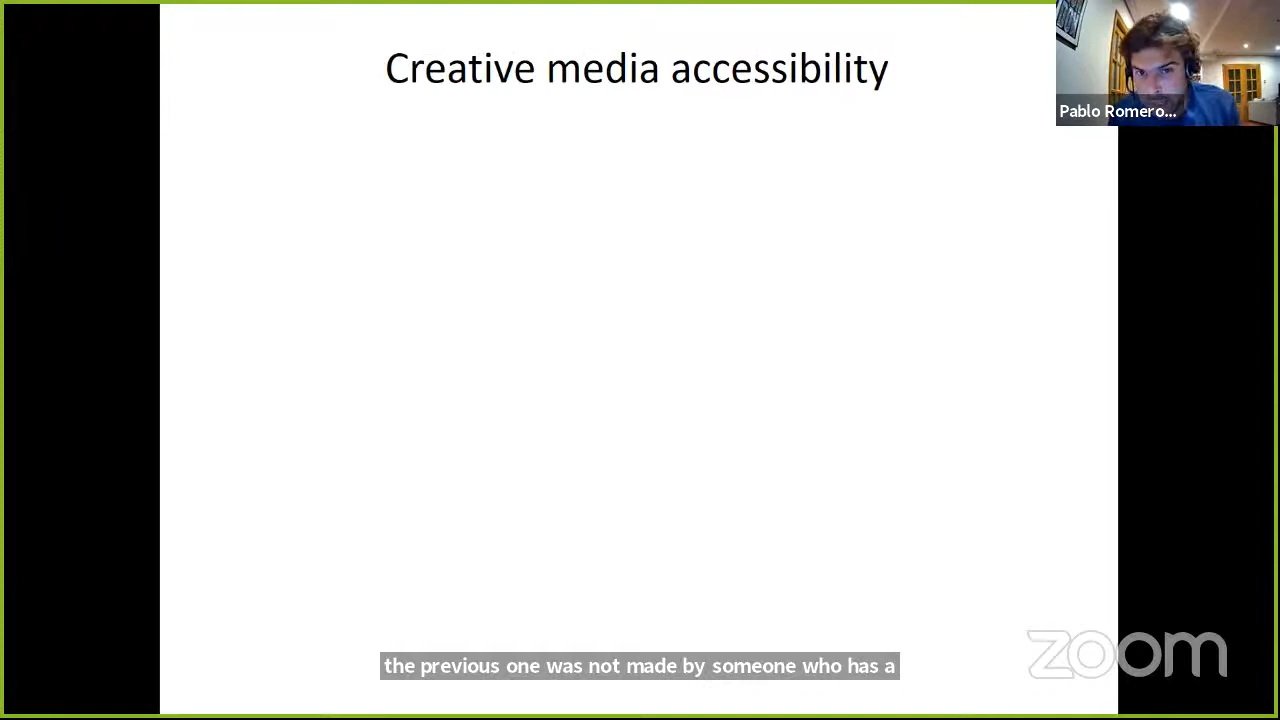 Creative media accessibility
Pablo Romero...
the previous one was not made by someone who has a
zoom